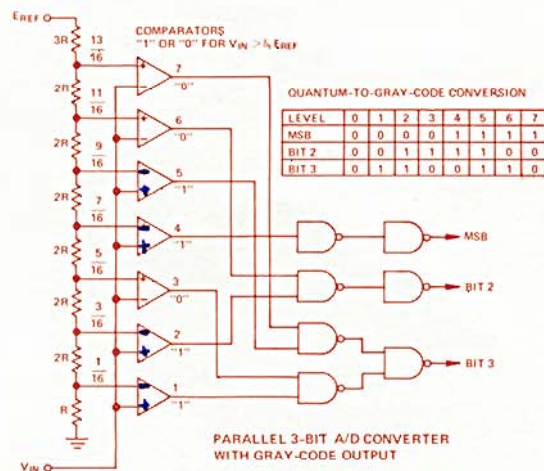 E REF
COMPARATORS
"1" OR "0" FOR V IN > fi E REF
3R
13
16
7
"0"
2R
11
16
6
"0"
2R
9
16
5
"1"
2R
7
16
4
"1"
2R
5
16
3
"0"
2R
3
16
2
"1"
2R
1
16
1
"1"
R
V IN
QUANTUM-TO-GRAY-CODE CONVERSION
LEVEL 0 1 2 3 4 5 6 7
MSB 0 0 0 0 1 1 1 1
BIT 2 0 0 1 1 1 1 0 0
BIT 3 0 1 1 0 0 1 1 0
MSB
BIT 2
BIT 3
PARALLEL 3-BIT A/D CONVERTER
WITH GRAY-CODE OUTPUT